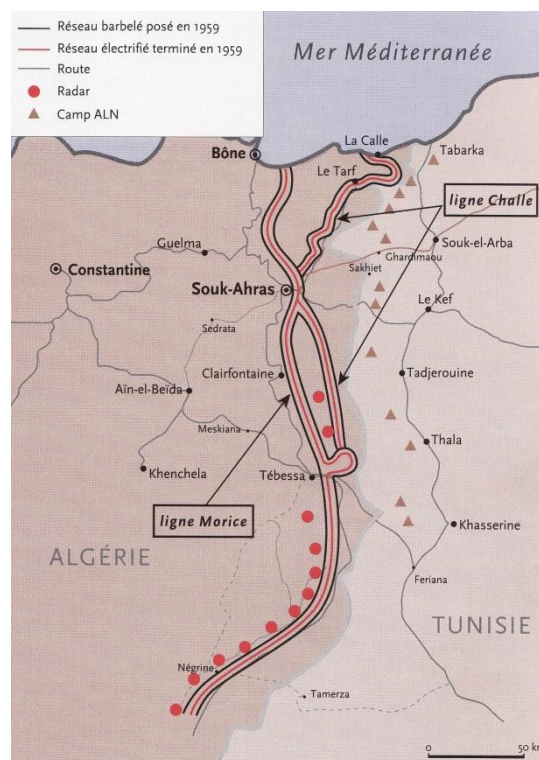 Réseau barbelé posé en 1959
Réseau électrifié terminé en 1959
Route
Radar
Camp ALN
Mer Méditerranée
La Calle
Bône
Tabarka
Le Tarf
ligne Challe
Guelma
Souk-el-Arba
Ghardimaou
Constantine
Sakhiet
Souk-Ahras
Le Kef
Sedrata
Clairfontaine
Tadjerouine
Aïn-el-Beïda
Meskiana
Thala
Khenchela
Tébessa
ligne Morice
Khasserine
ALGÉRIE
Feriana
TUNISIE
Négrine
Tamerza
0 50 km